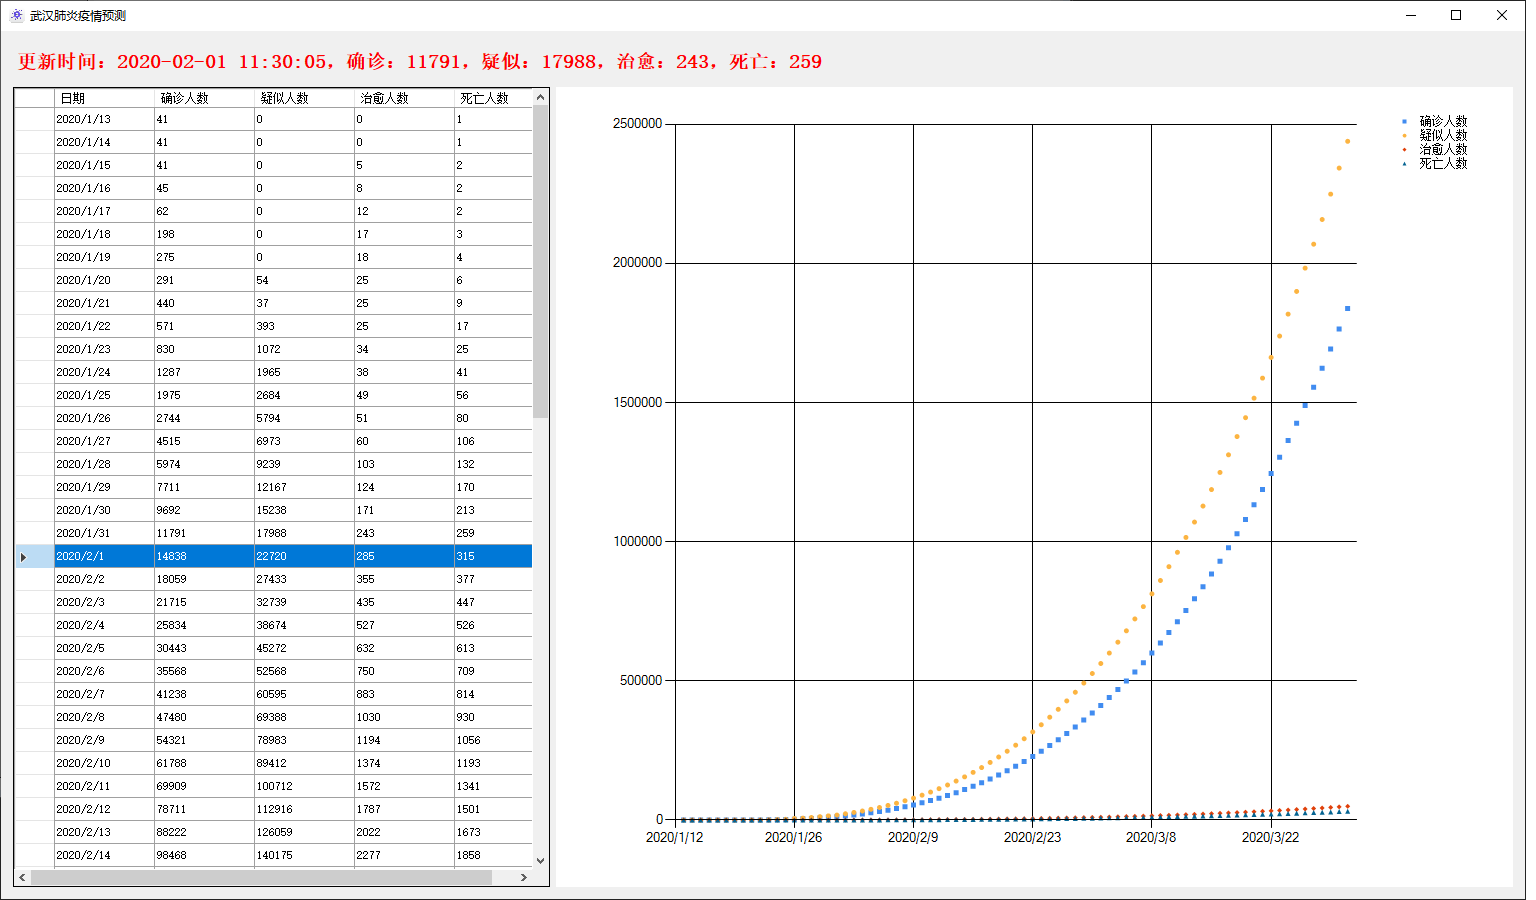 武汉肺炎疫情预测
更新时间：2020-02-01 11:30:05，确诊：11791，疑似：17988，治愈：243，死亡：259
日期 确诊人数 疑似人数 治愈人数 死亡人数
2020/1/13 41 0 0 1
2020/1/14 41 0 0 1
2020/1/15 41 0 5 2
2020/1/16 45 0 8 2
2020/1/17 62 0 12 2
2020/1/18 198 0 17 3
2020/1/19 275 0 18 4
2020/1/20 291 54 25 6
2020/1/21 440 37 25 9
2020/1/22 571 393 25 17
2020/1/23 830 1072 34 25
2020/1/24 1287 1965 38 41
2020/1/25 1975 2684 49 56
2020/1/26 2744 5794 51 80
2020/1/27 4515 6973 60 106
2020/1/28 5974 9239 103 132
2020/1/29 7711 12167 124 170
2020/1/30 9692 15238 171 213
2020/1/31 11791 17988 243 259
2020/2/1 14838 22720 285 315
2020/2/2 18059 27433 355 377
2020/2/3 21715 32739 435 447
2020/2/4 25834 38674 527 526
2020/2/5 30443 45272 632 613
2020/2/6 35568 52568 750 709
2020/2/7 41238 60595 883 814
2020/2/8 47480 69388 1030 930
2020/2/9 54321 78983 1194 1056
2020/2/10 61788 89412 1374 1193
2020/2/11 69909 100712 1572 1341
2020/2/12 78711 112916 1787 1501
2020/2/13 88222 126059 2022 1673
2020/2/14 98468 140175 2277 1858
2500000
2000000
1500000
1000000
500000
0
2020/1/12 2020/1/26 2020/2/9 2020/2/23 2020/3/8 2020/3/22
确诊人数
疑似人数
治愈人数
死亡人数